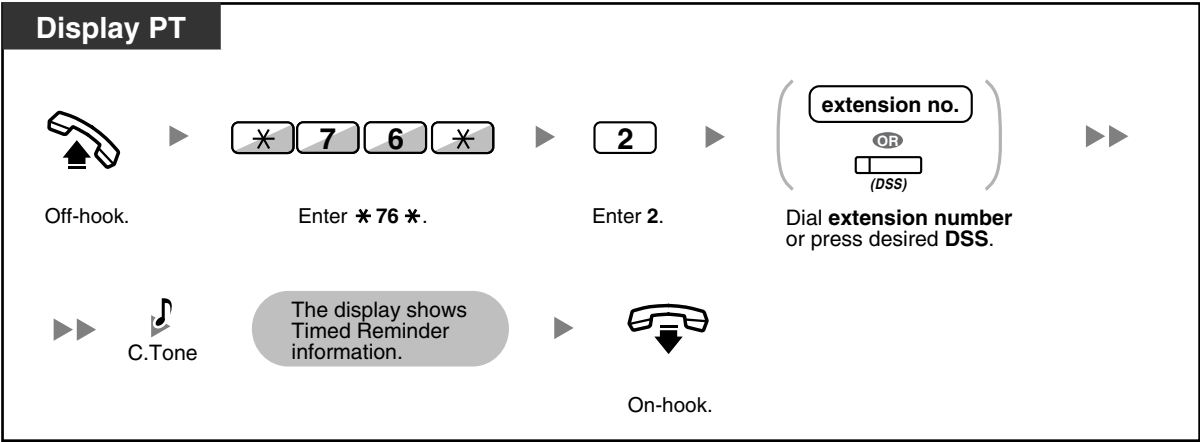 Display PT
* 7 6 *
2
extension no.
OR
(DSS)
Off-hook.
Enter * 76 *.
Enter 2.
Dial extension number
or press desired DSS.
C.Tone
The display shows
Timed Reminder
information.
On-hook.